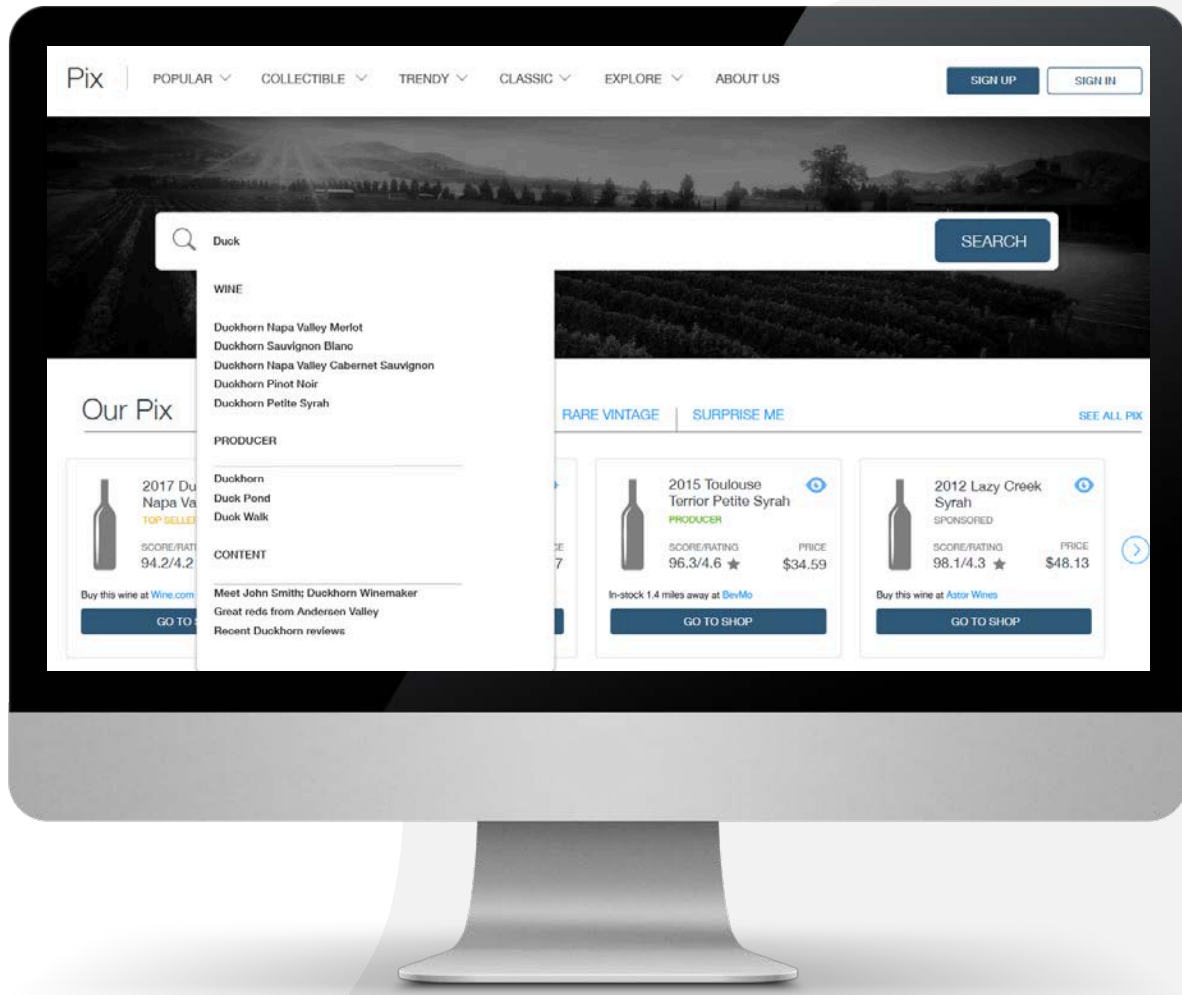 Pix
POPULAR
COLLECTIBLE
TRENDY
CLASSIC
EXPLORE
ABOUT US
SIGN UP
SIGN IN
Duck
SEARCH
WINE
Duckhorn Napa Valley Merlot
Duckhorn Sauvignon Blanc
Duckhorn Napa Valley Cabernet Sauvignon
Duckhorn Pinot Noir
Duckhorn Petite Syrah
PRODUCER
Duckhorn
Duck Pond
Duck Walk
CONTENT
Meet John Smith; Duckhorn Winemaker
Great reds from Andersen Valley
Recent Duckhorn reviews
Our Pix
RARE VINTAGE
SURPRISE ME
SEE ALL PIX
2017 Du
Napa Va
TOP SELLER
SCORE/RATI
94.2/4.2
Buy this wine at Wine.com
GO TO
CE
7
2015 Toulouse
Terrior Petite Syrah
PRODUCER
SCORE/RATING PRICE
96.3/4.6 ★ $34.59
In-stock 1.4 miles away at BevMo
GO TO SHOP
2012 Lazy Creek
Syrah
SPONSORED
SCORE/RATING PRICE
98.1/4.3 ★ $48.13
Buy this wine at Astor Wines
GO TO SHOP